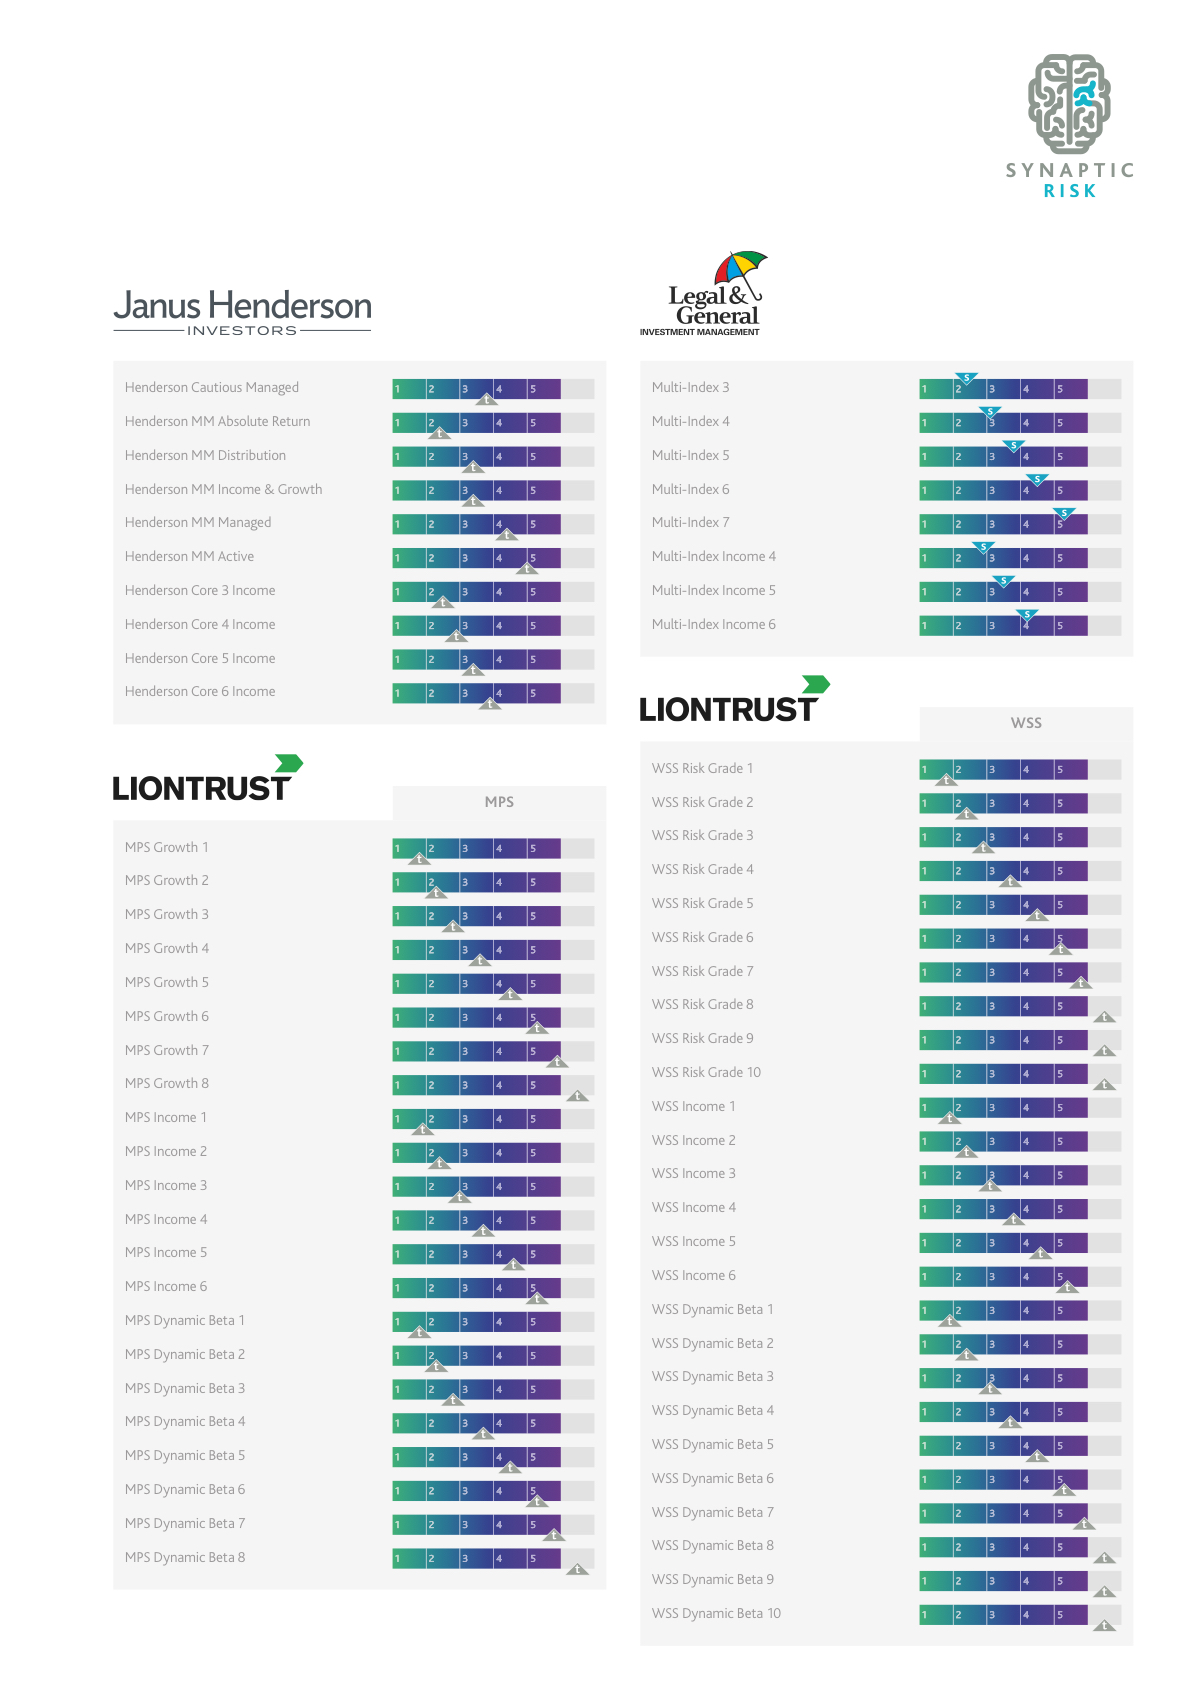 SYNAPTIC
RISK
Janus Henderson
INVESTORS
Henderson Cautious Managed 1 2 3 4 5 t
Henderson MM Absolute Return 1 2 3 4 5 t
Henderson MM Distribution 1 2 3 4 5 t
Henderson MM Income & Growth 1 2 3 4 5 t
Henderson MM Managed 1 2 3 4 5 t
Henderson MM Active 1 2 3 4 5 t
Henderson Core 3 Income 1 2 3 4 5 t
Henderson Core 4 Income 1 2 3 4 5 t
Henderson Core 5 Income 1 2 3 4 5 t
Henderson Core 6 Income 1 2 3 4 5 t
LIONTRUST
MPS
MPS Growth 1 1 2 3 4 5 t
MPS Growth 2 1 2 3 4 5 t
MPS Growth 3 1 2 3 4 5 t
MPS Growth 4 1 2 3 4 5 t
MPS Growth 5 1 2 3 4 5 t
MPS Growth 6 1 2 3 4 5 t
MPS Growth 7 1 2 3 4 5 t
MPS Growth 8 1 2 3 4 5 t
MPS Income 1 1 2 3 4 5 t
MPS Income 2 1 2 3 4 5 t
MPS Income 3 1 2 3 4 5 t
MPS Income 4 1 2 3 4 5 t
MPS Income 5 1 2 3 4 5 t
MPS Income 6 1 2 3 4 5 t
MPS Dynamic Beta 1 1 2 3 4 5 t
MPS Dynamic Beta 2 1 2 3 4 5 t
MPS Dynamic Beta 3 1 2 3 4 5 t
MPS Dynamic Beta 4 1 2 3 4 5 t
MPS Dynamic Beta 5 1 2 3 4 5 t
MPS Dynamic Beta 6 1 2 3 4 5 t
MPS Dynamic Beta 7 1 2 3 4 5 t
MPS Dynamic Beta 8 1 2 3 4 5 t
Legal &
General
INVESTMENT MANAGEMENT
Multi-Index 3 1 2 3 4 5 s
Multi-Index 4 1 2 3 4 5 s
Multi-Index 5 1 2 3 4 5 s
Multi-Index 6 1 2 3 4 5 s
Multi-Index 7 1 2 3 4 5 s
Multi-Index Income 4 1 2 3 4 5 s
Multi-Index Income 5 1 2 3 4 5 s
Multi-Index Income 6 1 2 3 4 5 s
LIONTRUST
WSS
WSS Risk Grade 1 1 2 3 4 5 t
WSS Risk Grade 2 1 2 3 4 5 t
WSS Risk Grade 3 1 2 3 4 5 t
WSS Risk Grade 4 1 2 3 4 5 t
WSS Risk Grade 5 1 2 3 4 5 t
WSS Risk Grade 6 1 2 3 4 5 t
WSS Risk Grade 7 1 2 3 4 5 t
WSS Risk Grade 8 1 2 3 4 5 t
WSS Risk Grade 9 1 2 3 4 5 t
WSS Risk Grade 10 1 2 3 4 5 t
WSS Income 1 1 2 3 4 5 t
WSS Income 2 1 2 3 4 5 t
WSS Income 3 1 2 3 4 5 t
WSS Income 4 1 2 3 4 5 t
WSS Income 5 1 2 3 4 5 t
WSS Income 6 1 2 3 4 5 t
WSS Dynamic Beta 1 1 2 3 4 5 t
WSS Dynamic Beta 2 1 2 3 4 5 t
WSS Dynamic Beta 3 1 2 3 4 5 t
WSS Dynamic Beta 4 1 2 3 4 5 t
WSS Dynamic Beta 5 1 2 3 4 5 t
WSS Dynamic Beta 6 1 2 3 4 5 t
WSS Dynamic Beta 7 1 2 3 4 5 t
WSS Dynamic Beta 8 1 2 3 4 5 t
WSS Dynamic Beta 9 1 2 3 4 5 t
WSS Dynamic Beta 10 1 2 3 4 5 t